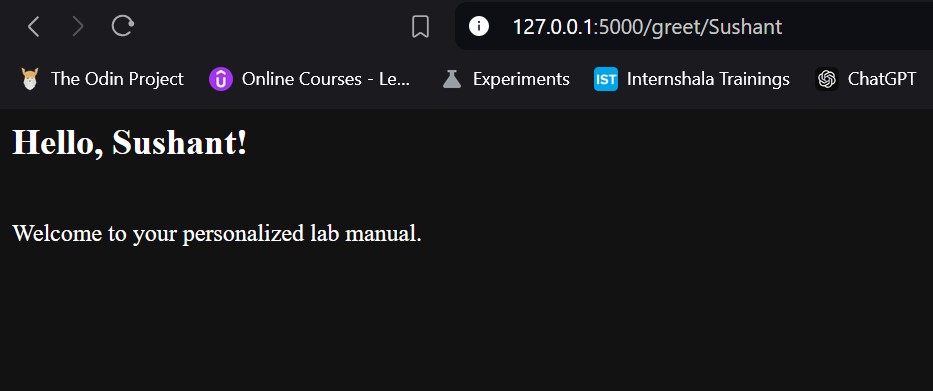 127.0.0.1:5000/greet/Sushant
The Odin Project Online Courses - Le... Experiments IST Internshala Trainings ChatGPT
Hello, Sushant!
Welcome to your personalized lab manual.